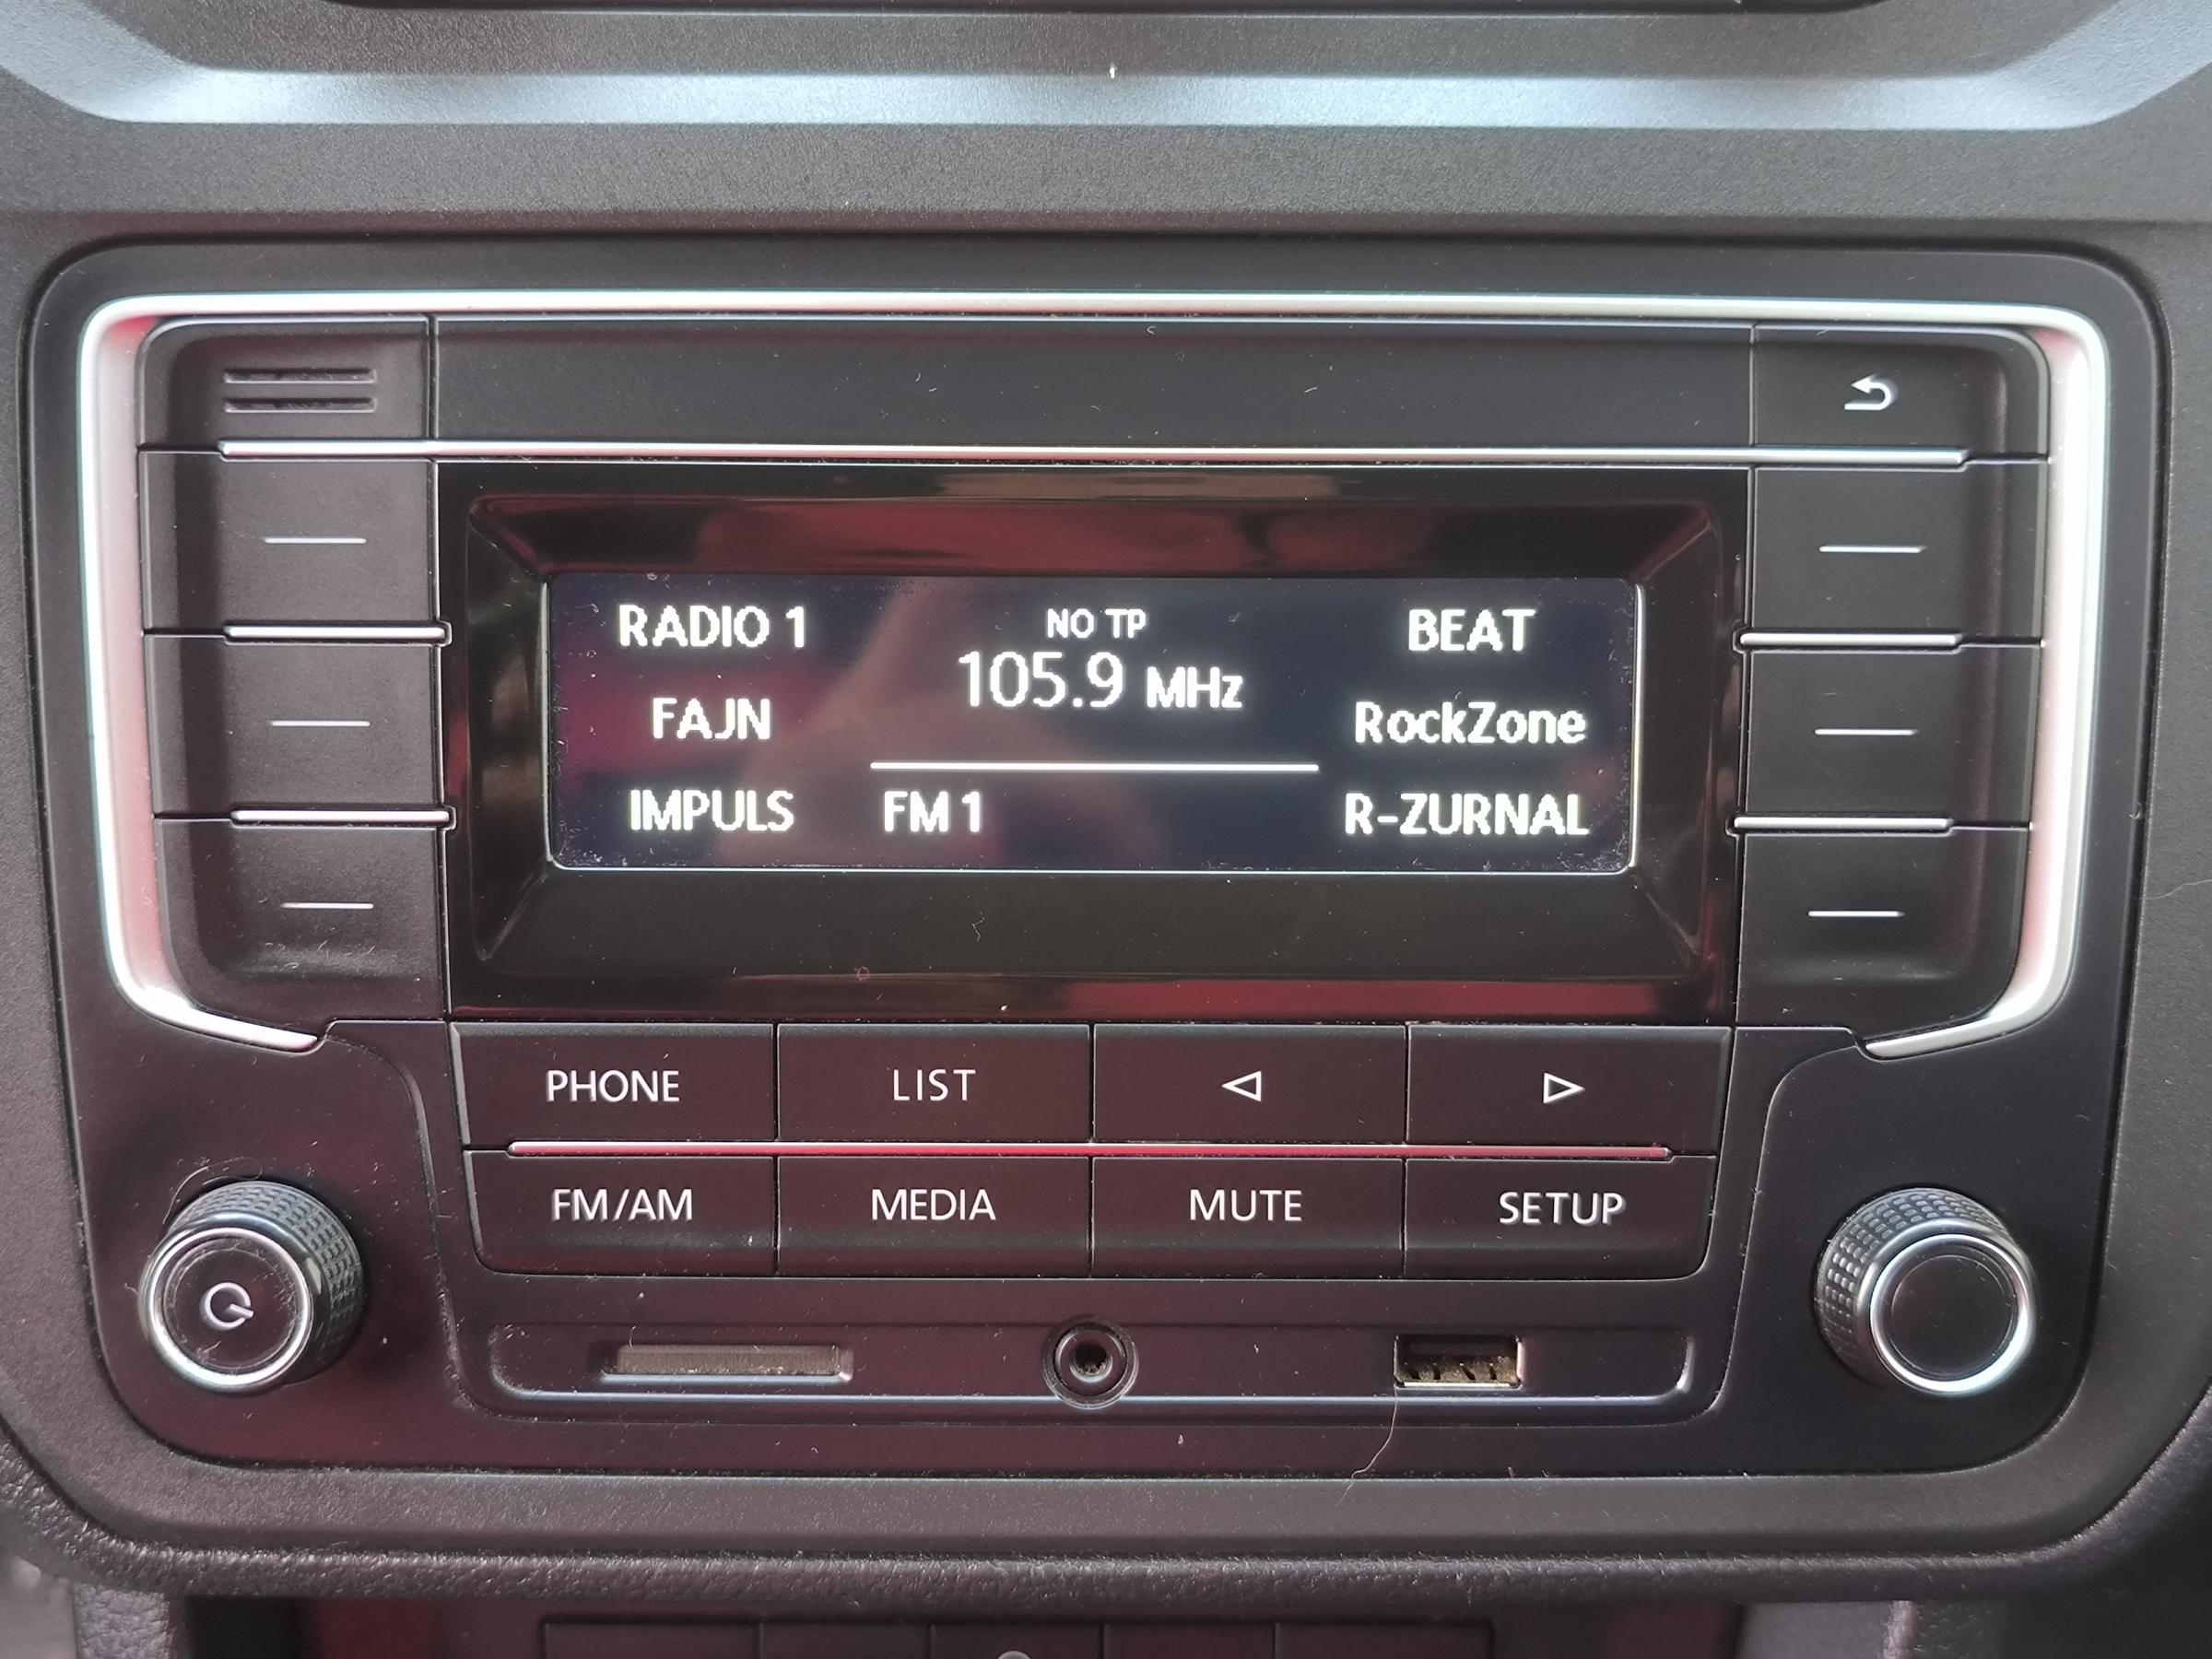 RADIO 1
NO TP
BEAT
105.9 MHz
FAJN
RockZone
IMPULS
FM 1
R-ZURNAL
PHONE
LIST
FM/AM
MEDIA
MUTE
SETUP